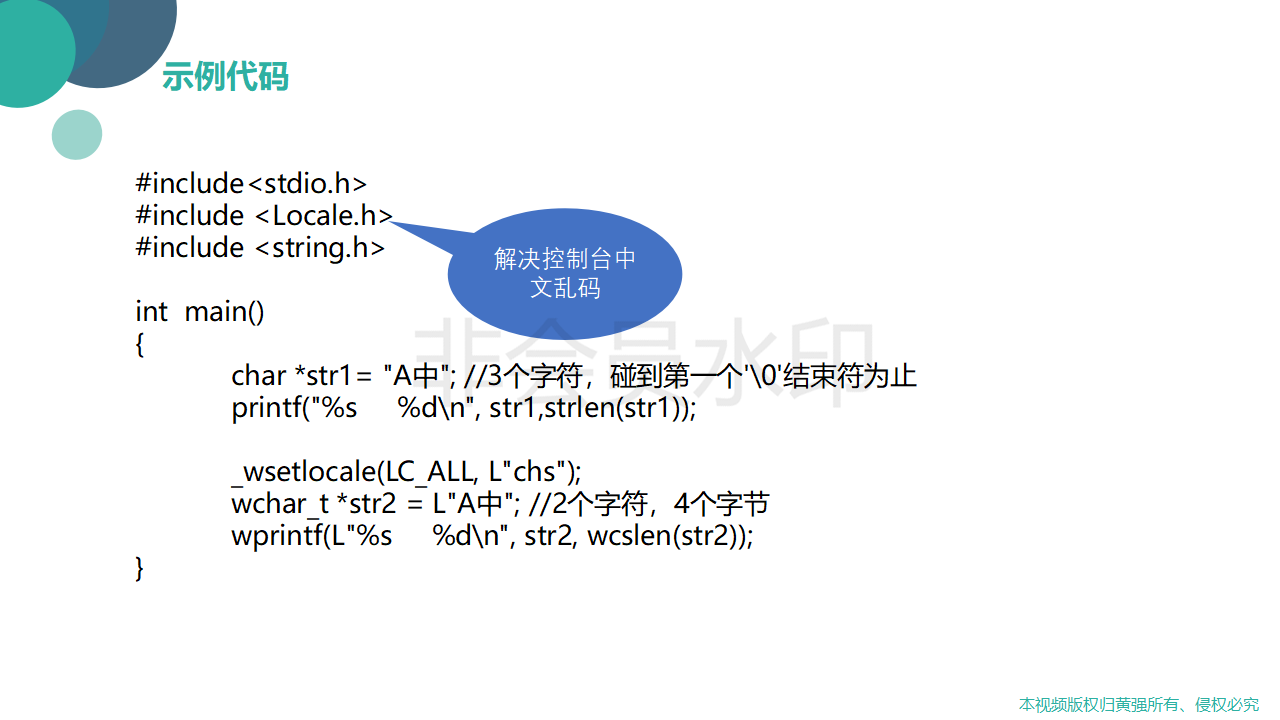 示例代码
#include<stdio.h>
#include <Locale.h>
#include <string.h>
解决控制台中
文乱码
int  main()
{
char *str1= "A中"; //3个字符，碰到第一个'\0'结束符为止
printf("%s     %d\n", str1,strlen(str1));
_wsetlocale(LC_ALL, L"chs");
wchar_t *str2 = L"A中"; //2个字符，4个字节
wprintf(L"%s     %d\n", str2, wcslen(str2));
}
非会员水印
本视频版权归黄强所有、侵权必究